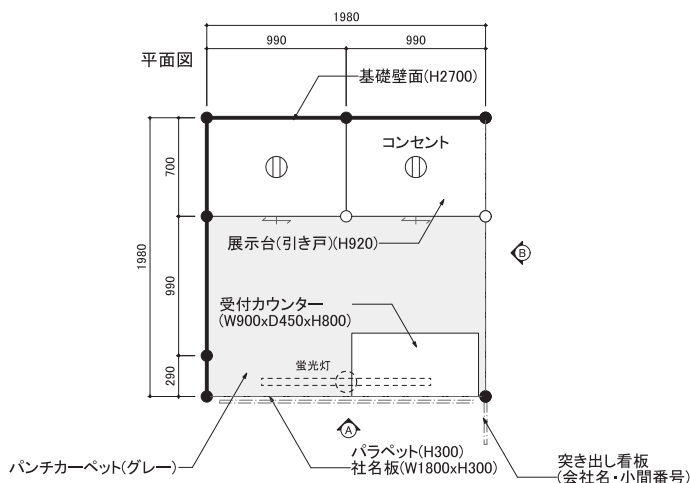 1980
990
990
平面図
基礎壁面(H2700)
コンセント
700
展示台(引き戸)(H920)
1980
990
B
受付カウンター
(W900xD450xH800)
蛍光灯
290
A
パンチカーペット(グレー)
パラペット(H300)
社名板(W1800xH300)
突き出し看板
(会社名・小間番号)